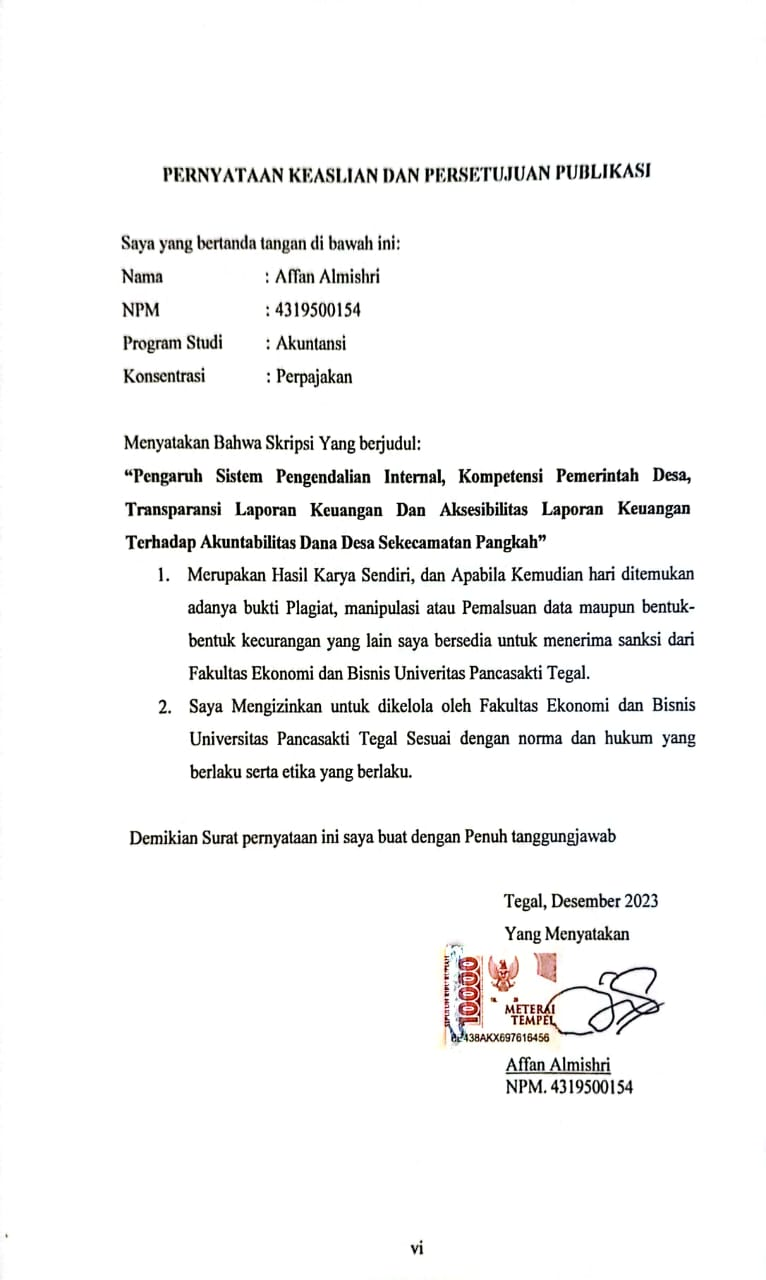 PERNYATAAN KEASLIAN DAN PERSETUJUAN PUBLIKASI
Saya yang bertanda tangan di bawah ini:
Nama : Affan Almishri
NPM : 4319500154
Program Studi : Akuntansi
Konsentrasi : Perpajakan
Menyatakan Bahwa Skripsi Yang berjudul:
“Pengaruh Sistem Pengendalian Internal, Kompetensi Pemerintah Desa,
Transparansi Laporan Keuangan Dan Aksesibilitas Laporan Keuangan
Terhadap Akuntabilitas Dana Desa Sekecamatan Pangkah”
1. Merupakan Hasil Karya Sendiri, dan Apabila Kemudian hari ditemukan
adanya bukti Plagiat, manipulasi atau Pemalsuan data maupun bentuk-
bentuk kecurangan yang lain saya bersedia untuk menerima sanksi dari
Fakultas Ekonomi dan Bisnis Univeritas Pancasakti Tegal.
2. Saya Mengizinkan untuk dikelola oleh Fakultas Ekonomi dan Bisnis
Universitas Pancasakti Tegal Sesuai dengan norma dan hukum yang
berlaku serta etika yang berlaku.
Demikian Surat pernyataan ini saya buat dengan Penuh tanggungjawab
Tegal, Desember 2023
Yang Menyatakan
SEPULUH RIBU RUPIAH
10000
METERAI
TEMPEL
438AKX697616456
Affan Almishri
NPM. 4319500154
vi